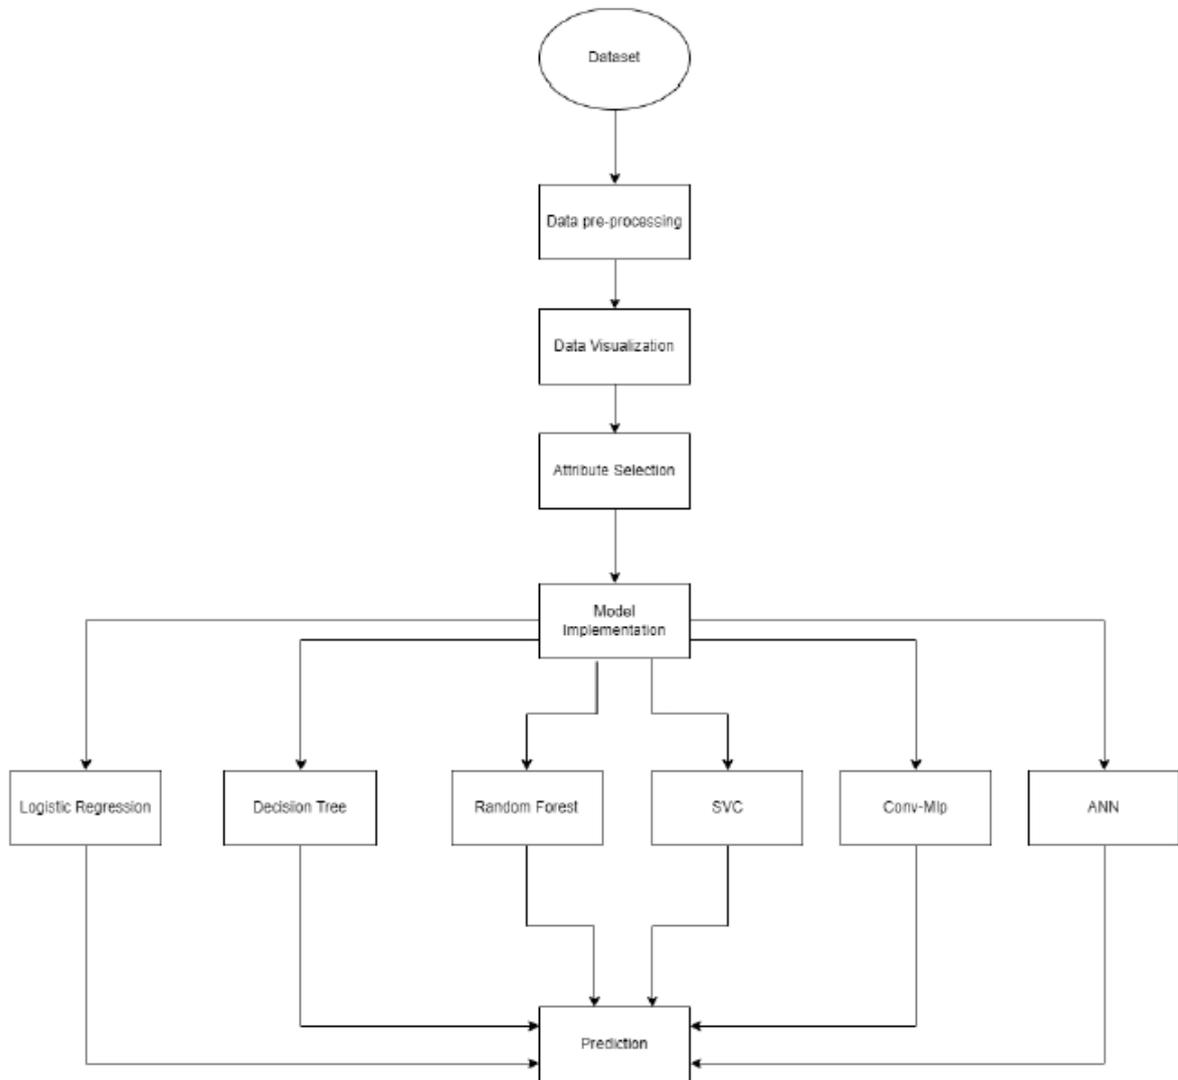 Dataset
Data pre-processing
Data Visualization
Attribute Selection
Model
Implementation
Logistic Regression
Decision Tree
Random Forest
SVC
Conv-Mlp
ANN
Prediction